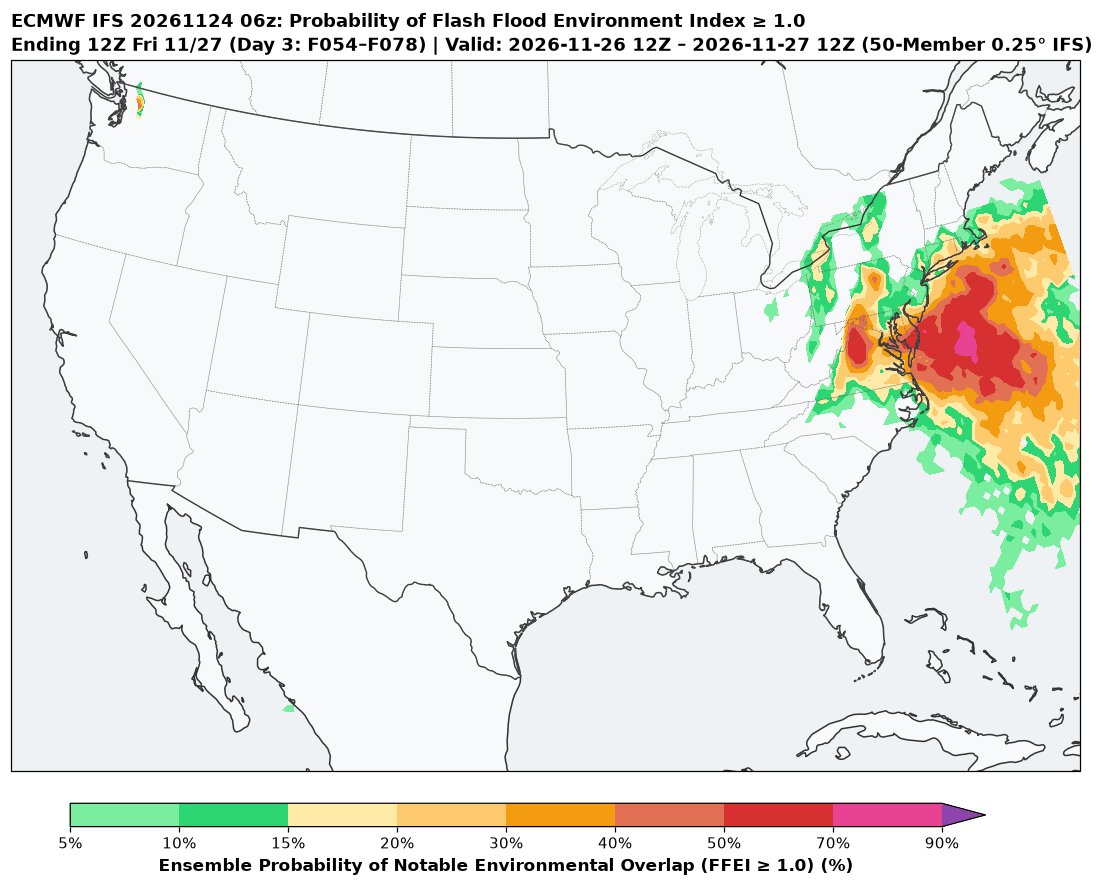 ECMWF IFS 20261124 06z: Probability of Flash Flood Environment Index ≥ 1.0
Ending 12Z Fri 11/27 (Day 3: F054–F078) | Valid: 2026-11-26 12Z – 2026-11-27 12Z (50-Member 0.25° IFS)
5% 10% 15% 20% 30% 40% 50% 70% 90%
Ensemble Probability of Notable Environmental Overlap (FFEI ≥ 1.0) (%)